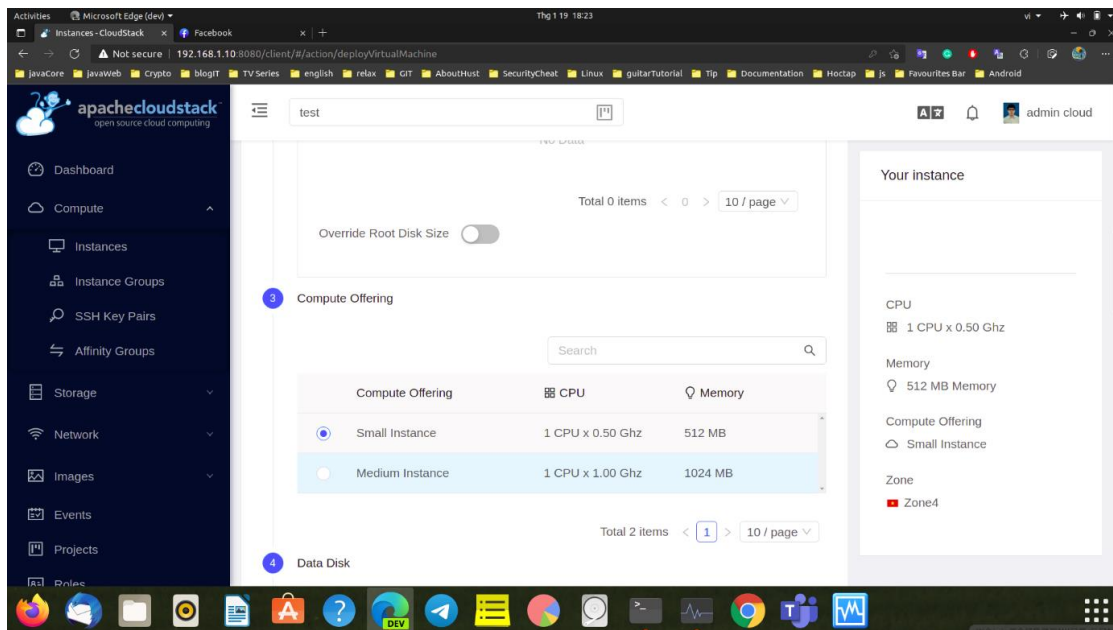 Activities Microsoft Edge (dev) Thg 1 19 18:23 vi
Instances - CloudStack Facebook
Not secure 192.168.1.10:8080/client/#/action/deployVirtualMachine
javaCore javaWeb Crypto blogIT TV Series english relax GIT AboutHust SecurityCheat Linux guitarTutorial Tip Documentation Hoctap js Favourites Bar Android
apachecloudstack
open source cloud computing
test
admin cloud
Dashboard
Compute
Instances
Instance Groups
SSH Key Pairs
Affinity Groups
Storage
Network
Images
Events
Projects
Roles
No Data
Total 0 items < 0 > 10 / page
Override Root Disk Size
3 Compute Offering
Search
Compute Offering CPU Memory
Small Instance 1 CPU x 0.50 Ghz 512 MB
Medium Instance 1 CPU x 1.00 Ghz 1024 MB
Total 2 items < 1 > 10 / page
4 Data Disk
Your instance
CPU
1 CPU x 0.50 Ghz
Memory
512 MB Memory
Compute Offering
Small Instance
Zone
Zone4
DEV